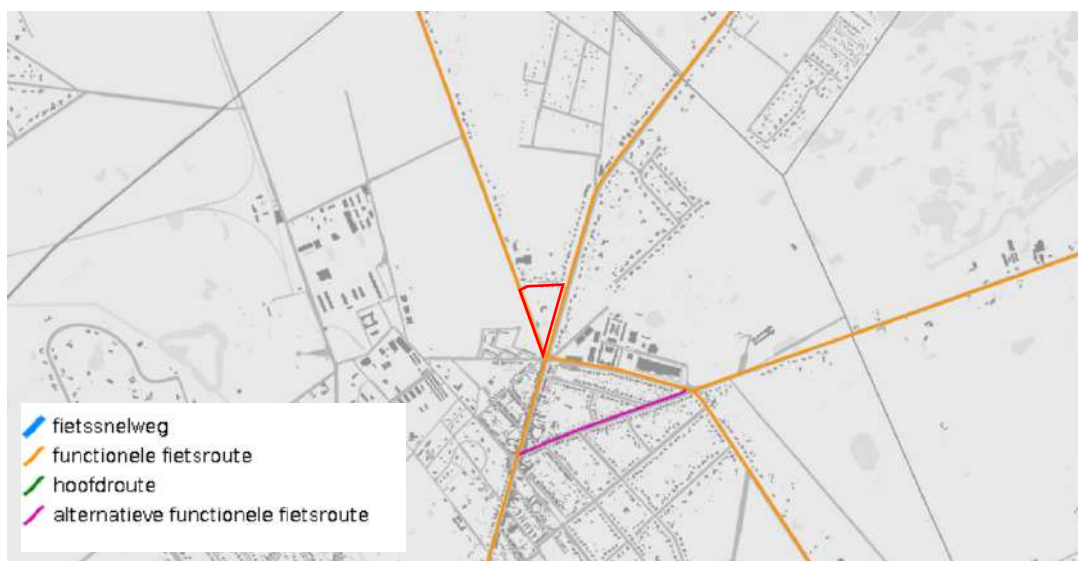 fietssnelweg
functionele fietsroute
hoofdroute
alternatieve functionele fietsroute